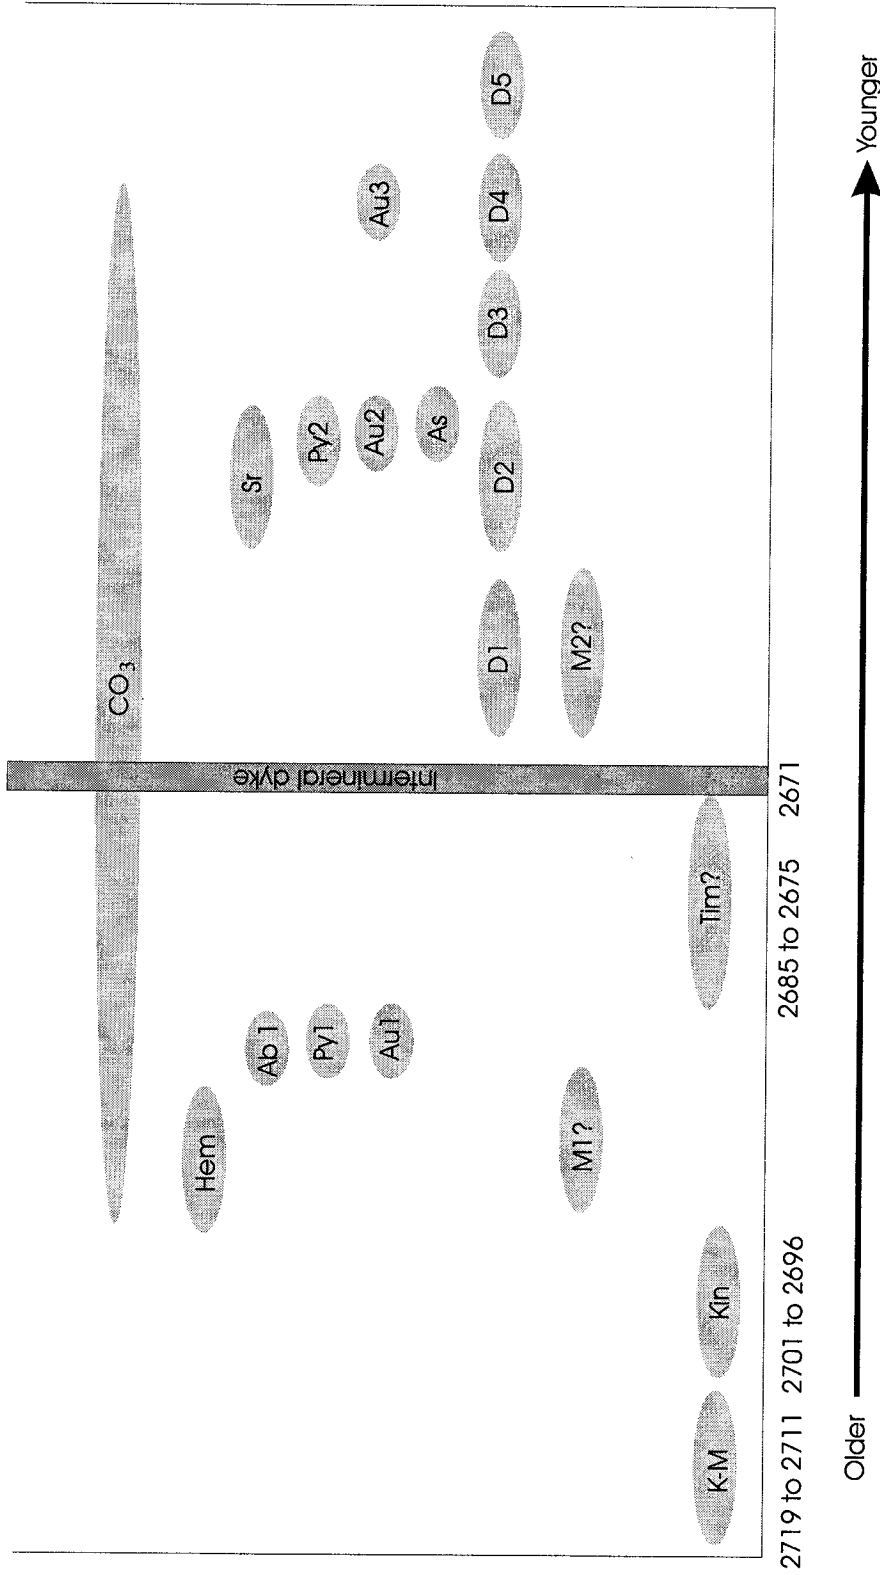 CO3
Hem
Ab 1
Sr
Py1
Py2
Au1
Au2
Au3
As
D1
D2
D3
D4
D5
M1?
M2?
K-M
Kin
Tim?
Intermineral dyke
2719 to 2711
2701 to 2696
2685 to 2675
2671
Older
Younger